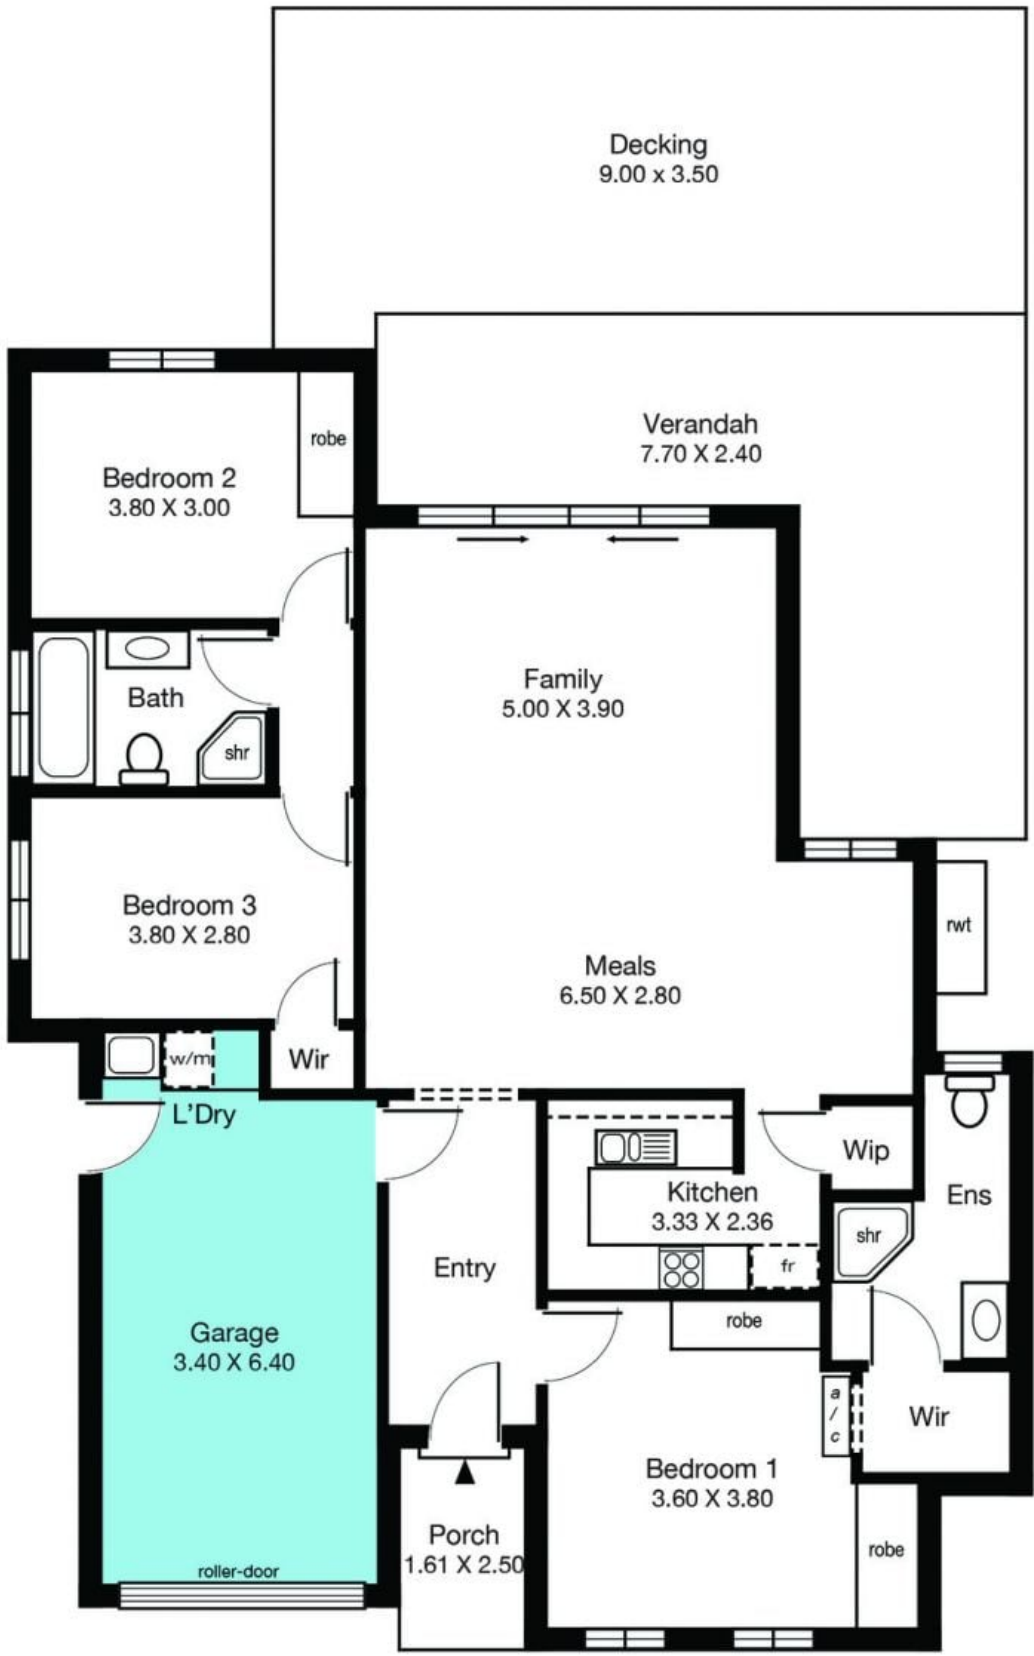 Decking
9.00 x 3.50
Verandah
7.70 X 2.40
robe
Bedroom 2
3.80 X 3.00
Family
5.00 X 3.90
Bath
shr
Bedroom 3
3.80 X 2.80
rwt
Meals
6.50 X 2.80
w/m
Wir
L'Dry
Wip
Kitchen
3.33 X 2.36
Ens
shr
fr
Entry
Garage
3.40 X 6.40
robe
a
/
c
Wir
Bedroom 1
3.60 X 3.80
Porch
1.61 X 2.50
robe
roller-door